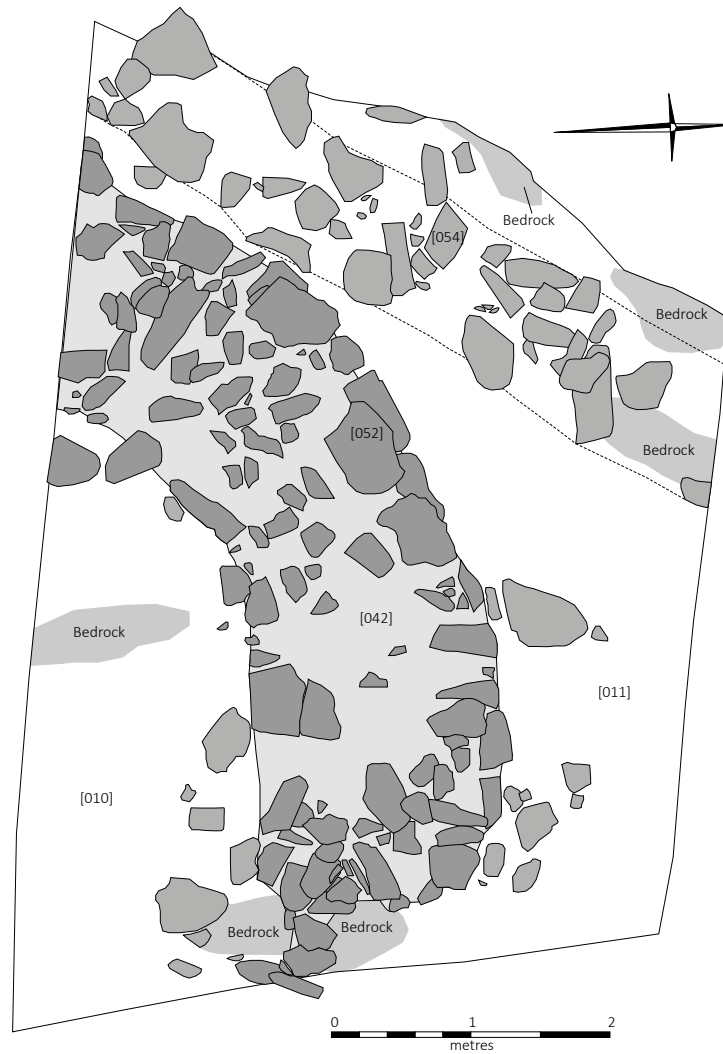 Bedrock
[054]
Bedrock
[052]
Bedrock
[042]
Bedrock
[011]
[010]
Bedrock
Bedrock
0 1 2
metres